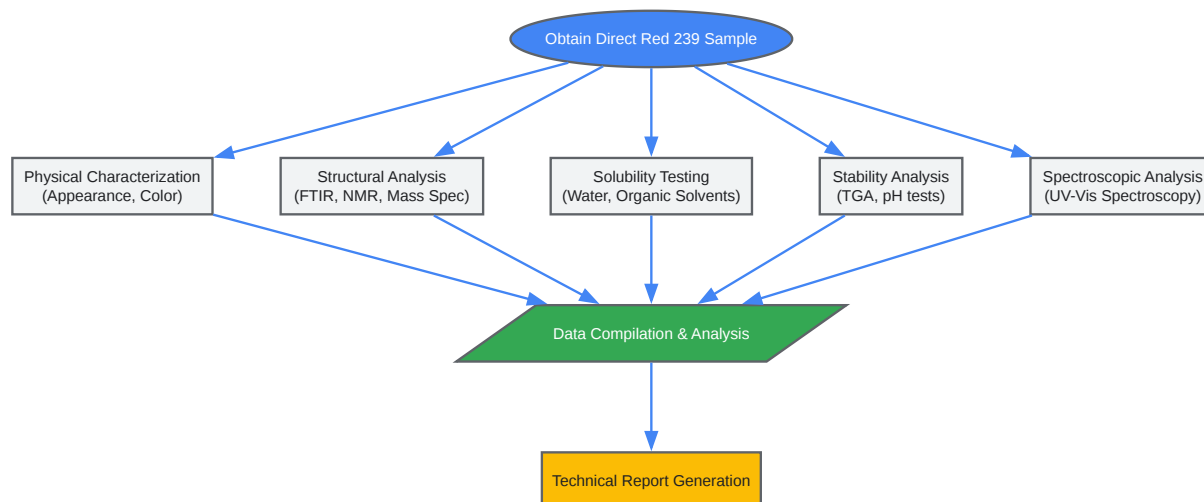 Obtain Direct Red 239 Sample
Physical Characterization
(Appearance, Color)
Structural Analysis
(FTIR, NMR, Mass Spec)
Solubility Testing
(Water, Organic Solvents)
Stability Analysis
(TGA, pH tests)
Spectroscopic Analysis
(UV-Vis Spectroscopy)
Data Compilation & Analysis
Technical Report Generation